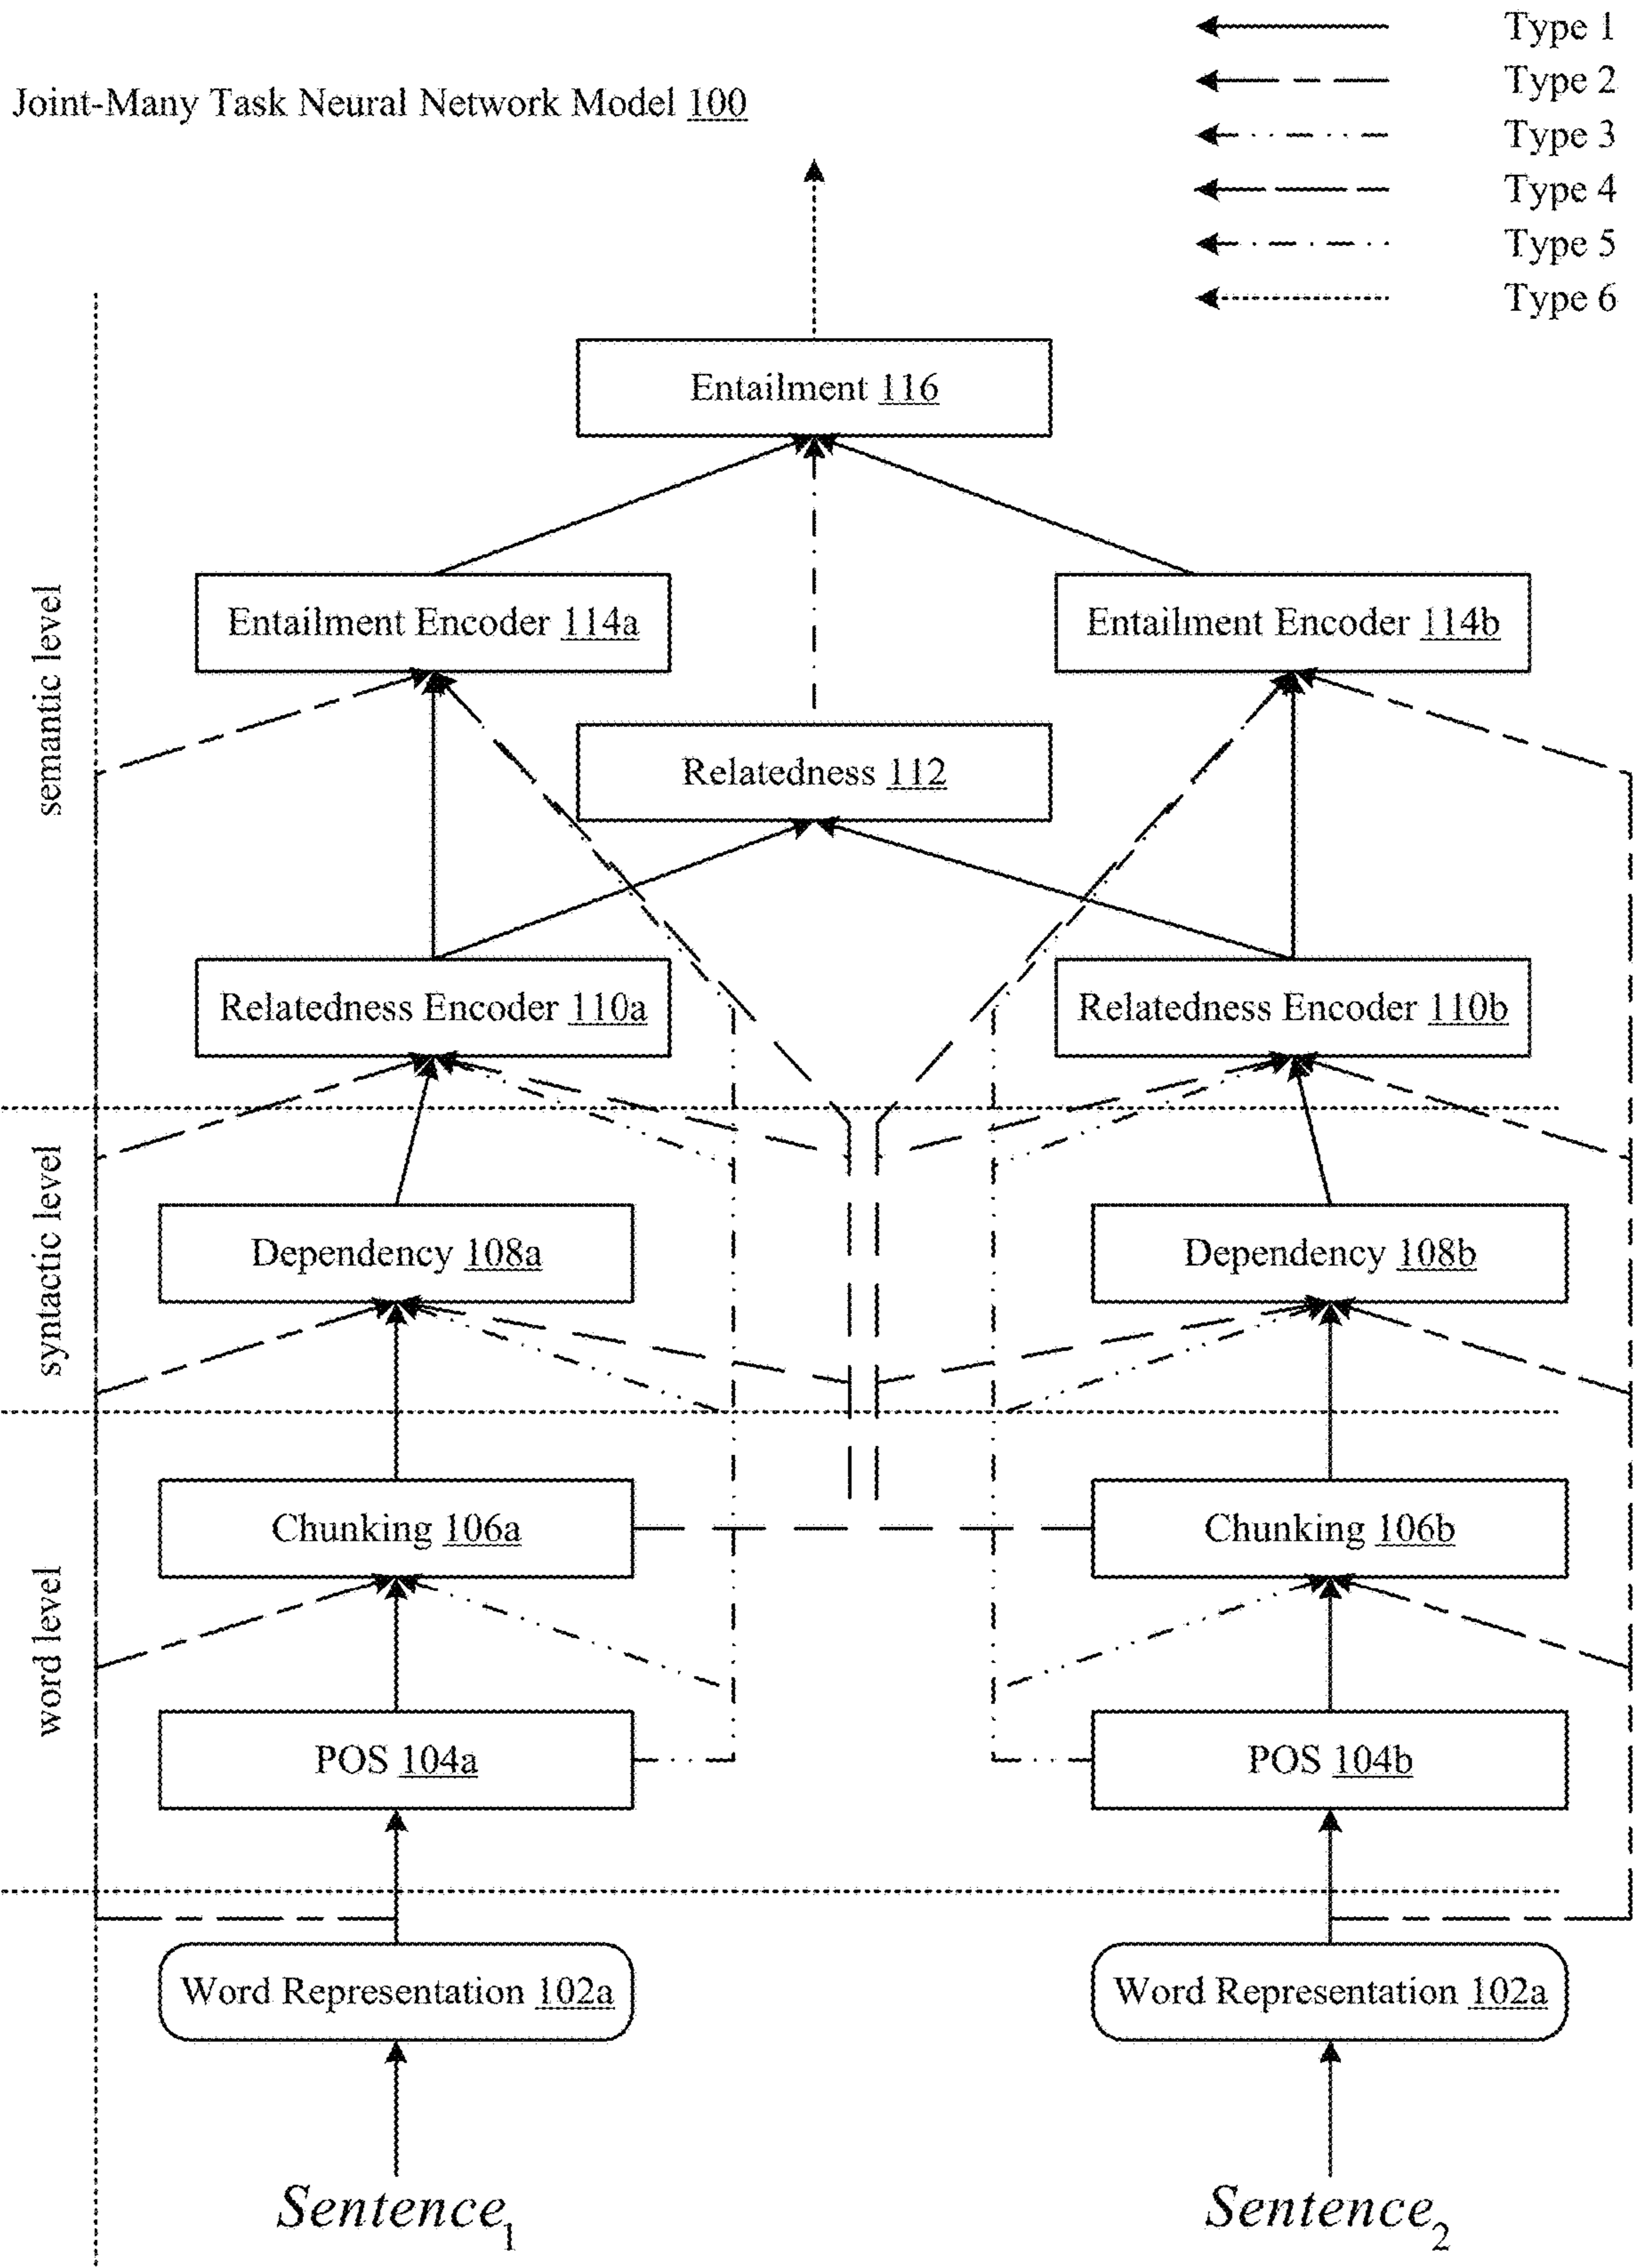 Type 1
Type 2
Joint-Many Task Neural Network Model 100
Type 3
Type 4
Type 5
Type 6
Entailment 116
semantic level
Entailment Encoder 114a
Entailment Encoder 114b
Relatedness 112
Relatedness Encoder 110a
Relatedness Encoder 110b
syntactic level
Dependency 108a
Dependency 108b
word level
Chunking 106a
Chunking 106b
POS 104a
POS 104b
Word Representation 102a
Word Representation 102a
Sentence1
Sentence2